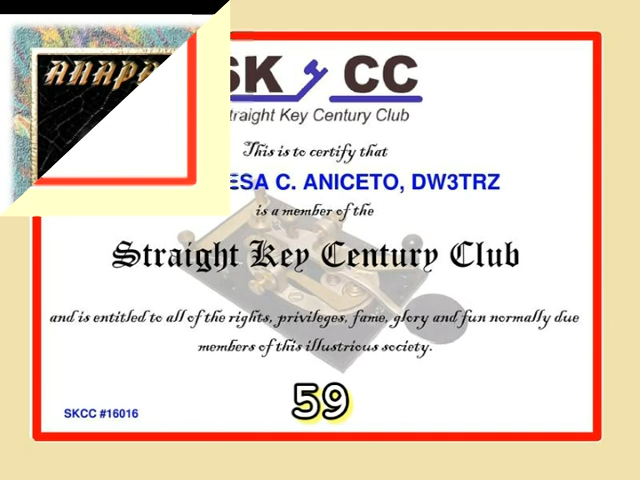 ANAP
SK CC
traight Key Century Club
This is to certify that
ESA C. ANICETO, DW3TRZ
is a member of the
Straight Key Century Club
and is entitled to all of the rights, privileges, fame, glory and fun normally due
members of this illustrious society.
59
SKCC #16016